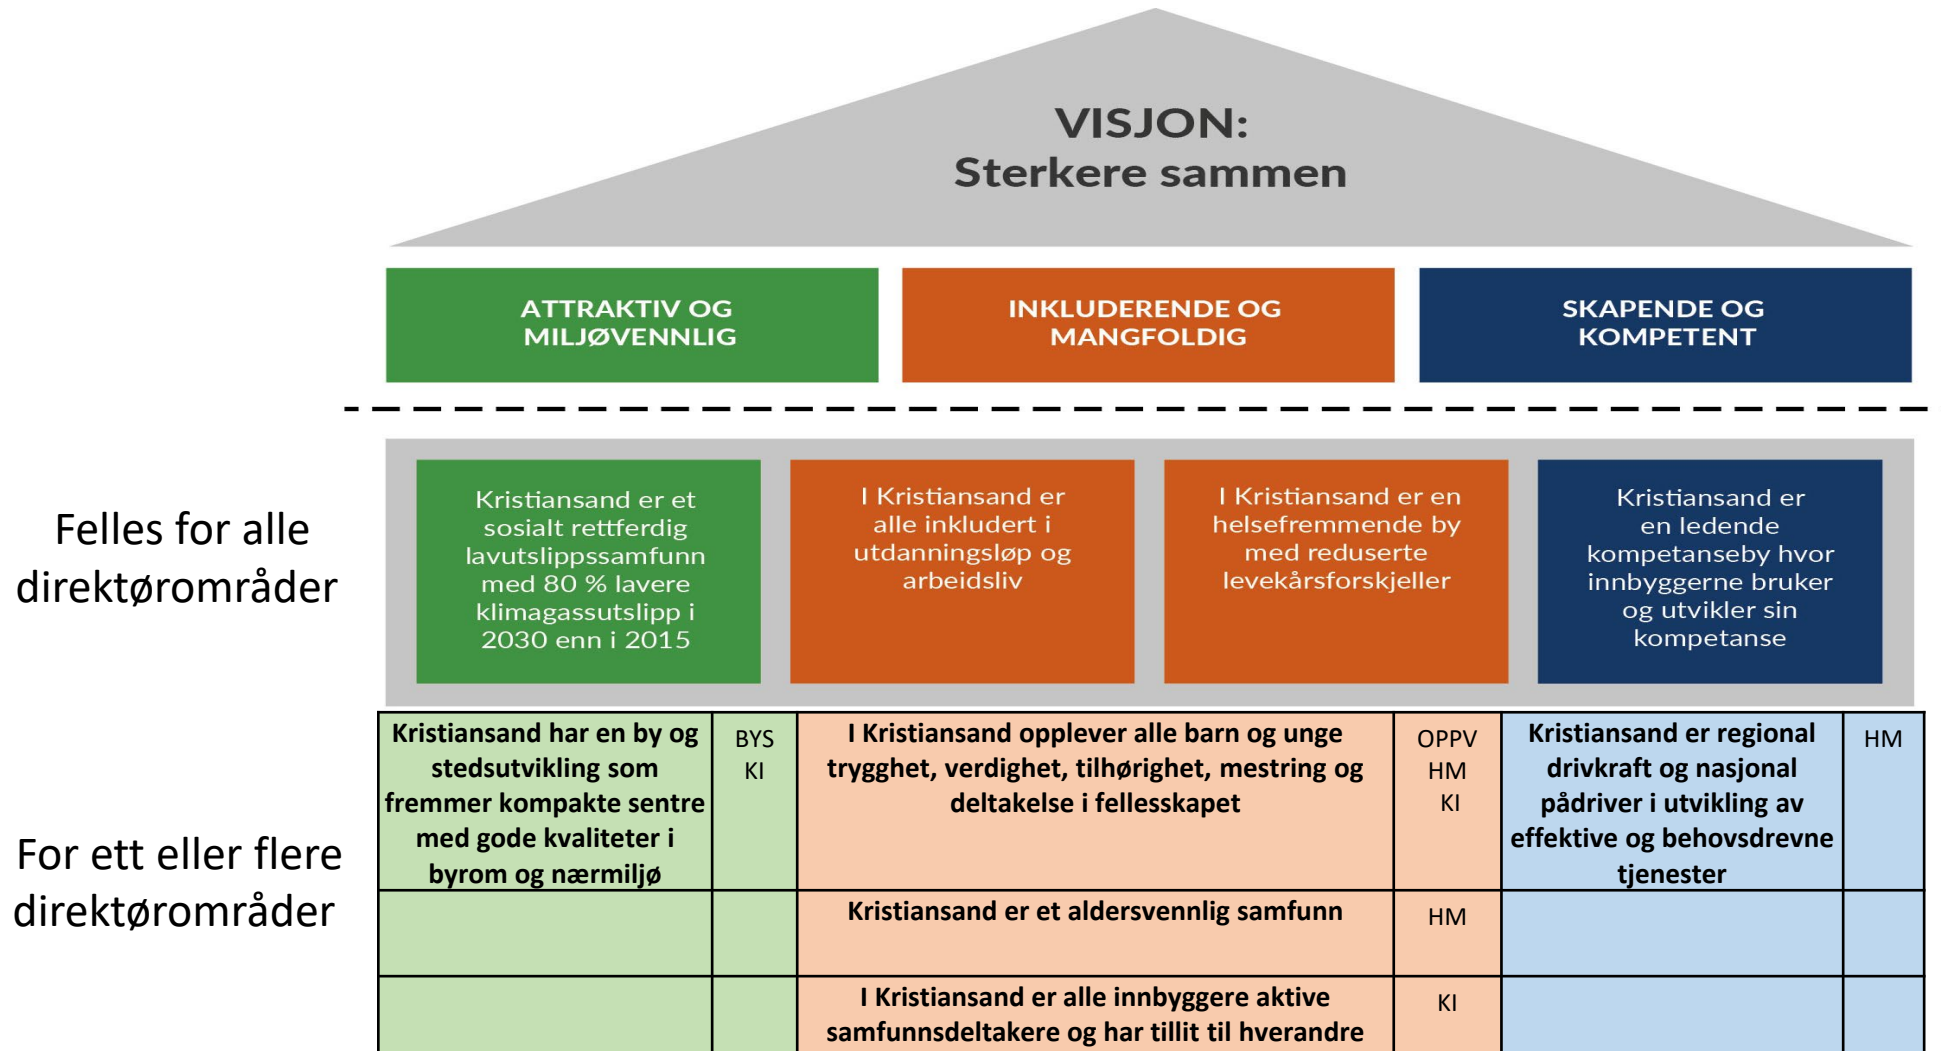 VISJON:
Sterkere sammen
ATTRAKTIV OG
MILJØVENNLIG
INKLUDERENDE OG
MANGFOLDIG
SKAPENDE OG
KOMPETENT
Felles for alle
direktørområder
Kristiansand er et
sosialt rettferdig
lavutslippssamfunn
med 80 % lavere
klimagassutslipp i
2030 enn i 2015
I Kristiansand er
alle inkludert i
utdanningsløp og
arbeidsliv
I Kristiansand er en
helsefremmende by
med reduserte
levekårsforskjeller
Kristiansand er
en ledende
kompetanseby hvor
innbyggerne bruker
og utvikler sin
kompetanse
For ett eller flere
direktørområder
Kristiansand har en by og
stedsutvikling som
fremmer kompakte sentre
med gode kvaliteter i
byrom og nærmiljø
BYS
KI
I Kristiansand opplever alle barn og unge
trygghet, verdighet, tilhørighet, mestring og
deltakelse i fellesskapet
OPPV
HM
KI
Kristiansand er regional
drivkraft og nasjonal
pådriver i utvikling av
effektive og behovsdrevne
tjenester
HM
Kristiansand er et aldersvennlig samfunn
HM
I Kristiansand er alle innbyggere aktive
samfunnsdeltakere og har tillit til hverandre
KI